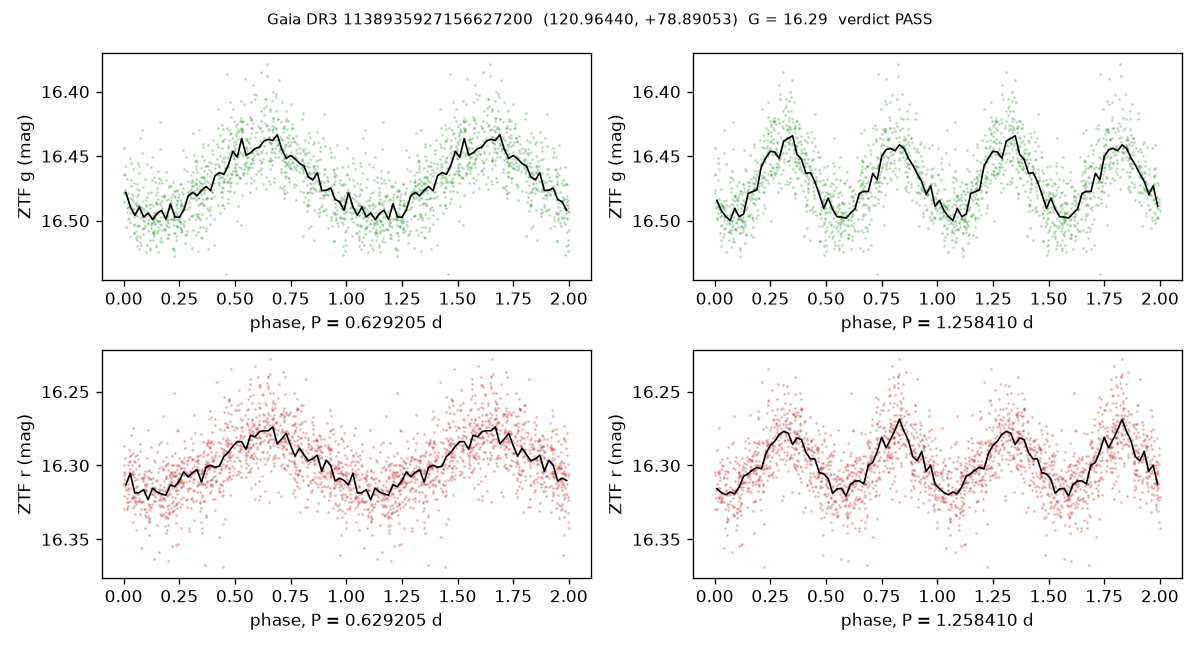 Gaia DR3 1138935927156627200 (120.96440, +78.89053) G = 16.29 verdict PASS
ZTF g (mag)
16.40
16.45
16.50
0.00 0.25 0.50 0.75 1.00 1.25 1.50 1.75 2.00
phase, P = 0.629205 d
ZTF g (mag)
16.40
16.45
16.50
0.00 0.25 0.50 0.75 1.00 1.25 1.50 1.75 2.00
phase, P = 1.258410 d
ZTF r (mag)
16.25
16.30
16.35
0.00 0.25 0.50 0.75 1.00 1.25 1.50 1.75 2.00
phase, P = 0.629205 d
ZTF r (mag)
16.25
16.30
16.35
0.00 0.25 0.50 0.75 1.00 1.25 1.50 1.75 2.00
phase, P = 1.258410 d